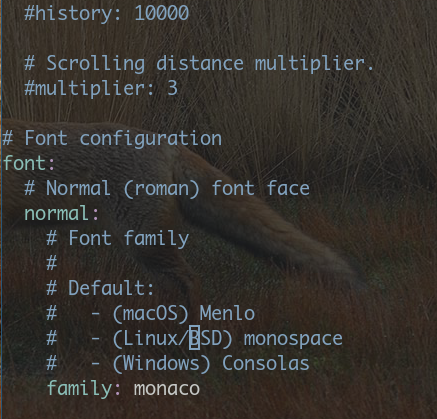 #history: 10000
# Scrolling distance multiplier.
#multiplier: 3
# Font configuration
font:
# Normal (roman) font face
normal:
# Font family
#
# Default:
#   - (macOS) Menlo
#   - (Linux/BSD) monospace
#   - (Windows) Consolas
family: monaco